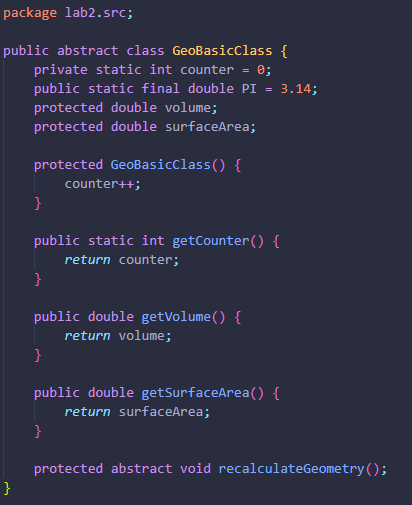 package lab2.src;
public abstract class GeoBasicClass {
    private static int counter = 0;
    public static final double PI = 3.14;
    protected double volume;
    protected double surfaceArea;
    protected GeoBasicClass() {
        counter++;
    }
    public static int getCounter() {
        return counter;
    }
    public double getVolume() {
        return volume;
    }
    public double getSurfaceArea() {
        return surfaceArea;
    }
    protected abstract void recalculateGeometry();
}